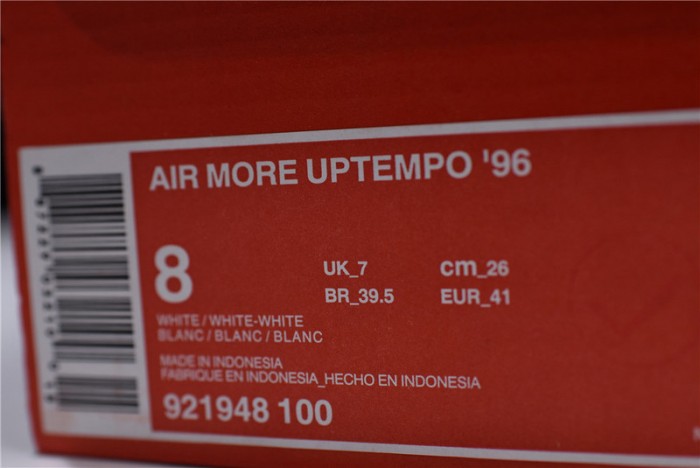 AIR MORE UPTEMPO '96
8
UK_7 cm_26
BR_39.5 EUR_41
WHITE / WHITE-WHITE
BLANC / BLANC / BLANC
MADE IN INDONESIA
FABRIQUE EN INDONESIA_HECHO EN INDONESIA
921948 100